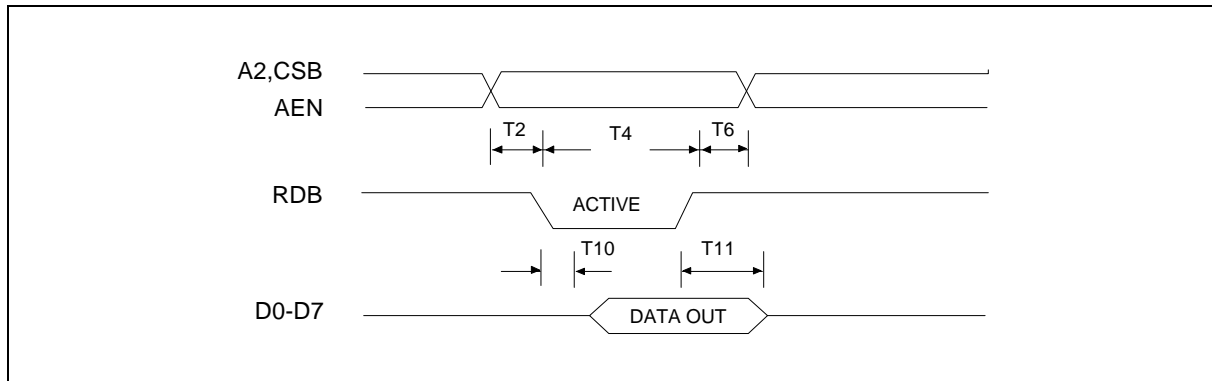 A2,CSB
AEN
T2 T4 T6
RDB
ACTIVE
T10 T11
D0-D7
DATA OUT